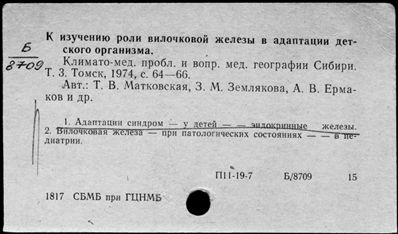 К изучению роли вилочковой железы в адаптации дет-
ского организма.
Б
8709
Климато-мед. пробл. и вопр. мед. географии Сибири.
Т. 3. Томск, 1974, с. 64—66.
Авт.: Т. В. Матковская, З. М. Землякова, А. В. Ерма-
ков и др.
1. Адаптации синдром — у детей — — эндокринные железы.
2. Вилочковая железа — при патологических состояниях — — в пе-
диатрии.
П11-19-7 Б/8709 15
1817 СБМБ при ГЦНМБ